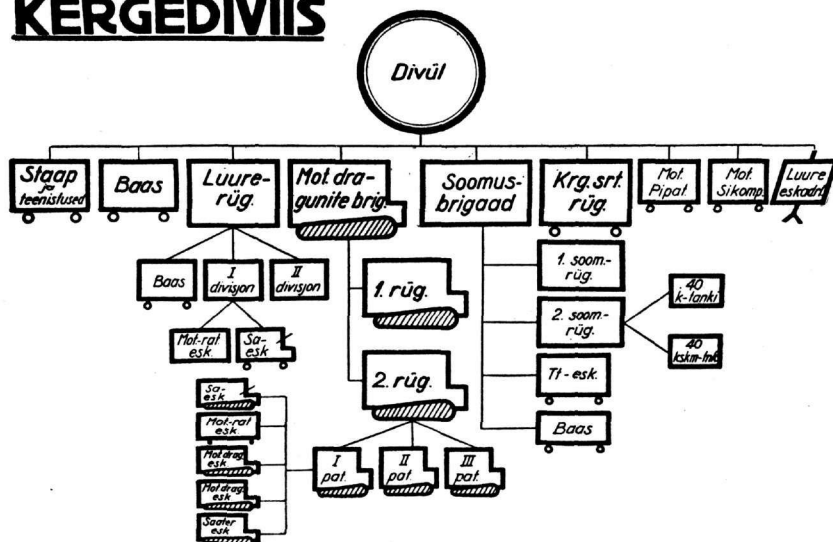 KERGEDIVIIS
Divül
Staap
ja
teenistused
Baas
Luure-
rüg.
Mot. dra-
gunite brig.
Soomus-
brigaad
Krg. srt.
rüg.
Mot.
Pipat.
Mot.
Sikomp.
Luure
eskadril
Baas
I
divisjon
II
divisjon
Mot-rat
esk.
Sa-
esk
1. rüg.
2. rüg.
1. soom.-
rüg.
2. soom-
rüg.
Tt-esk.
Baas
40
k-tanki
40
kskm-tnk
Sa-
esk
Mot-rat
esk.
Mot drag.
esk.
Mot drag.
esk.
Saater
esk
I
pat.
II
pat.
III
pat.